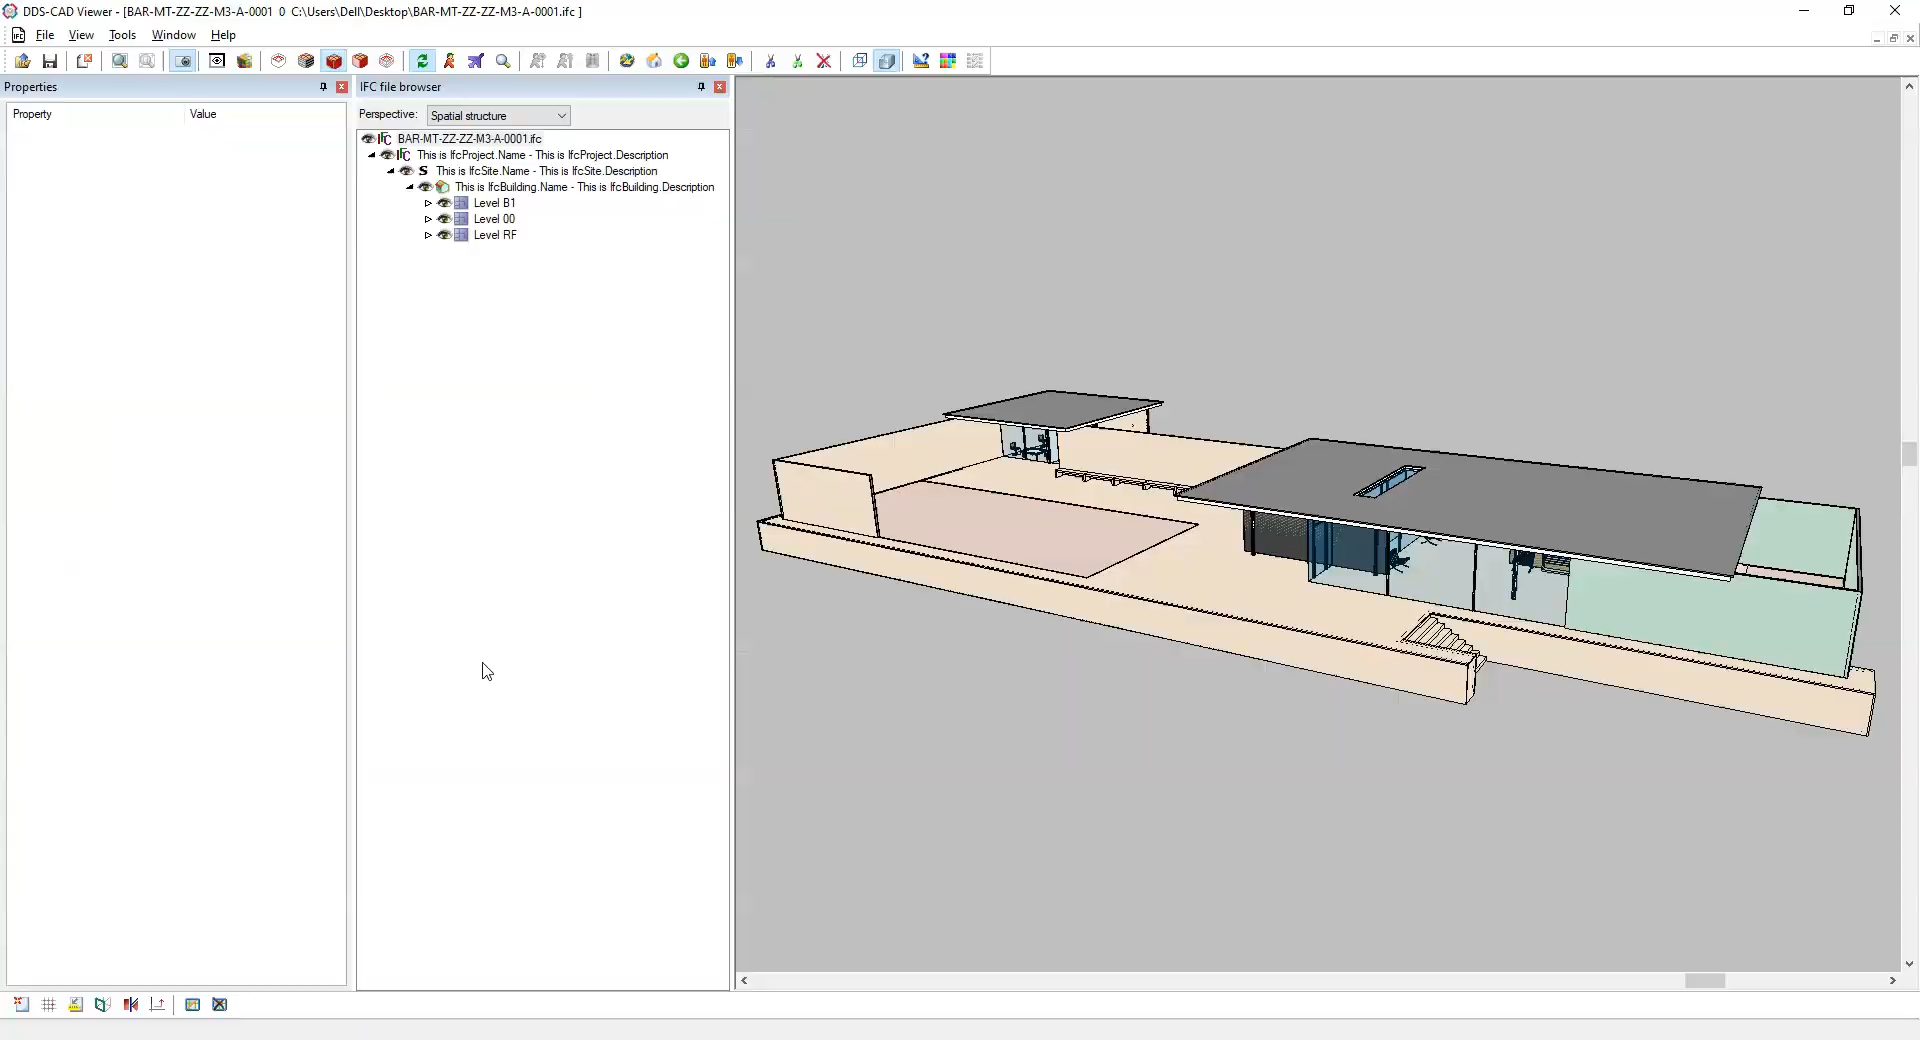 DDS-CAD Viewer - [BAR-MT-ZZ-ZZ-M3-A-0001  0  C:\Users\Dell\Desktop\BAR-MT-ZZ-ZZ-M3-A-0001.ifc ]
File View Tools Window Help
Properties
Property Value
IFC file browser
Perspective: Spatial structure
BAR-MT-ZZ-ZZ-M3-A-0001.ifc
This is IfcProject.Name - This is IfcProject.Description
This is IfcSite.Name - This is IfcSite.Description
This is IfcBuilding.Name - This is IfcBuilding.Description
Level B1
Level 00
Level RF